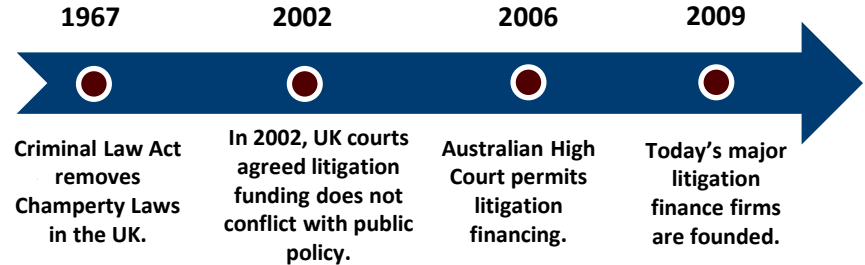 1967
2002
2006
2009
Criminal Law Act
removes
Champerty Laws
in the UK.
In 2002, UK courts
agreed litigation
funding does not
conflict with public
policy.
Australian High
Court permits
litigation
financing.
Today's major
litigation
finance firms
are founded.